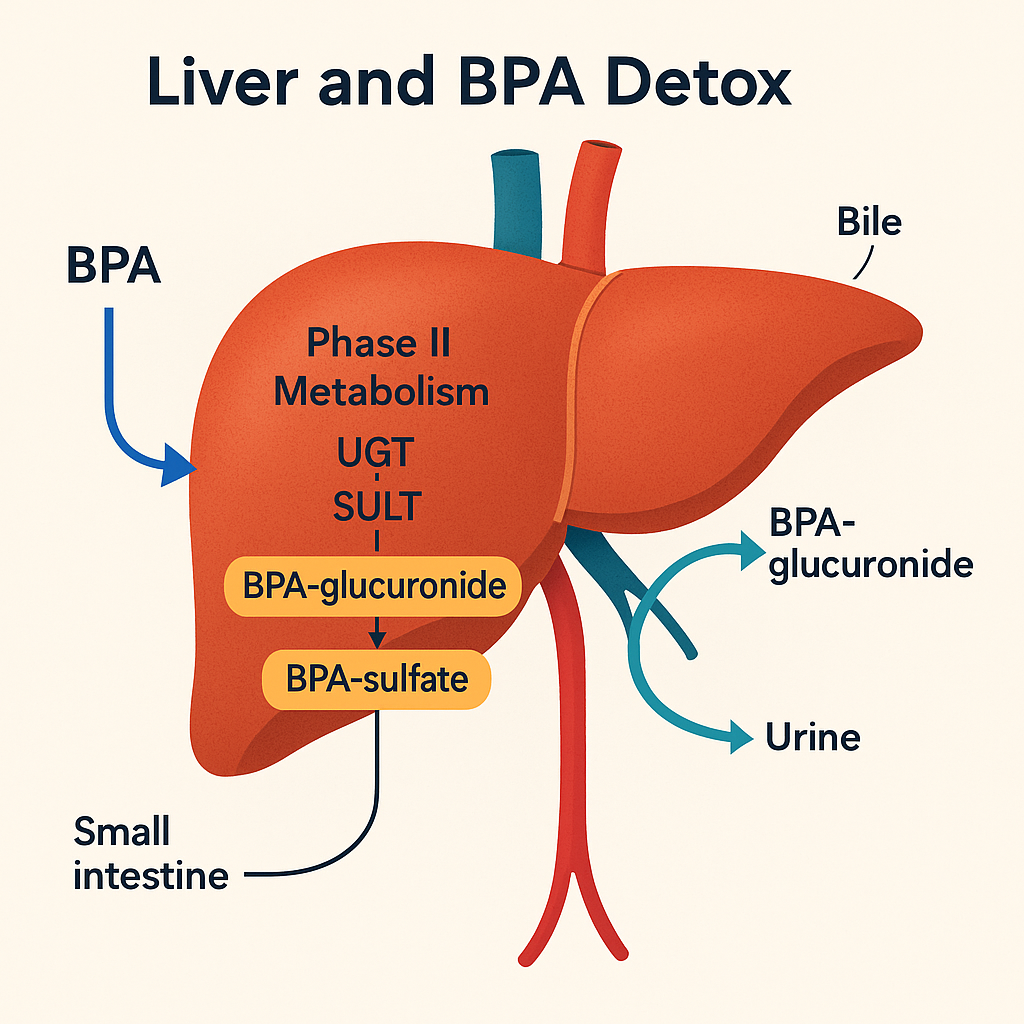 Liver and BPA Detox
Bile
BPA
Phase II
Metabolism
UGT
SULT
BPA-glucuronide
BPA-sulfate
BPA-
glucuronide
Urine
Small
intestine